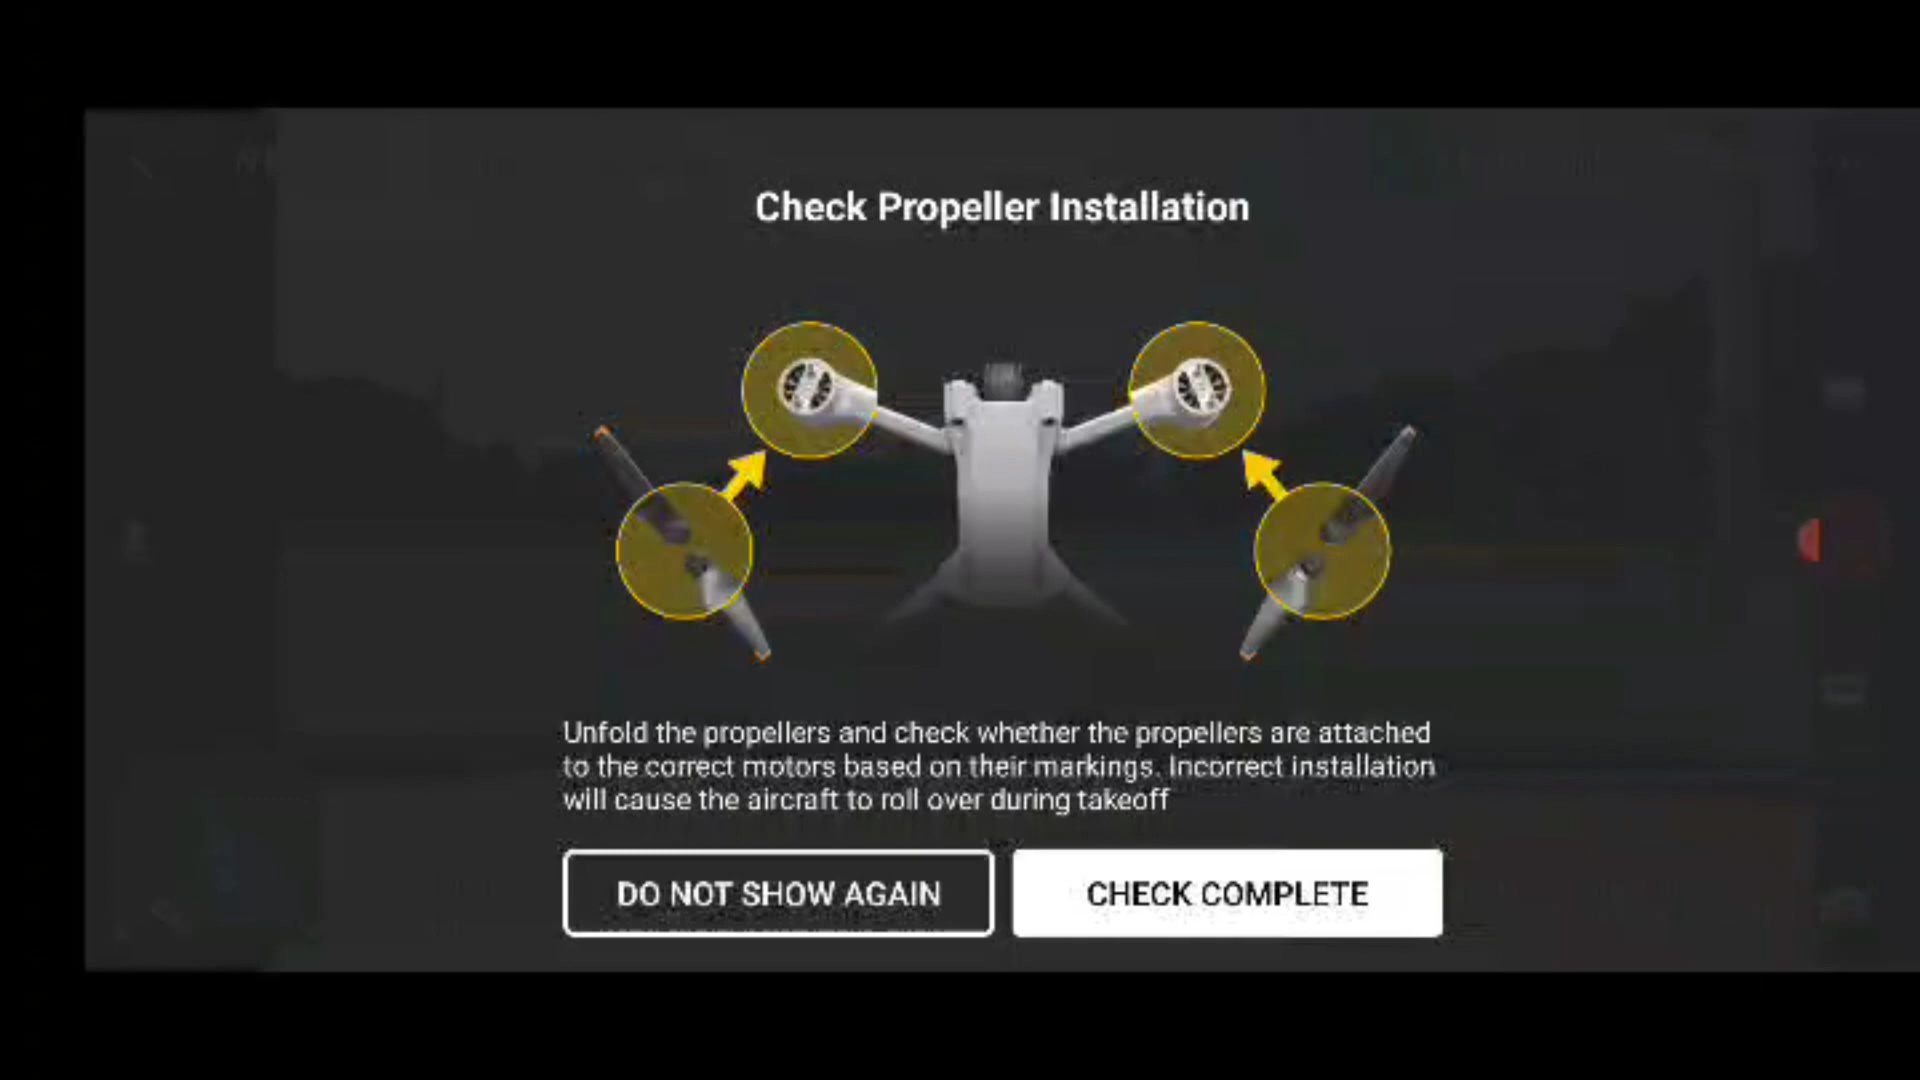 Check Propeller Installation
Unfold the propellers and check whether the propellers are attached
to the correct motors based on their markings. Incorrect installation
will cause the aircraft to roll over during takeoff
DO NOT SHOW AGAIN
CHECK COMPLETE